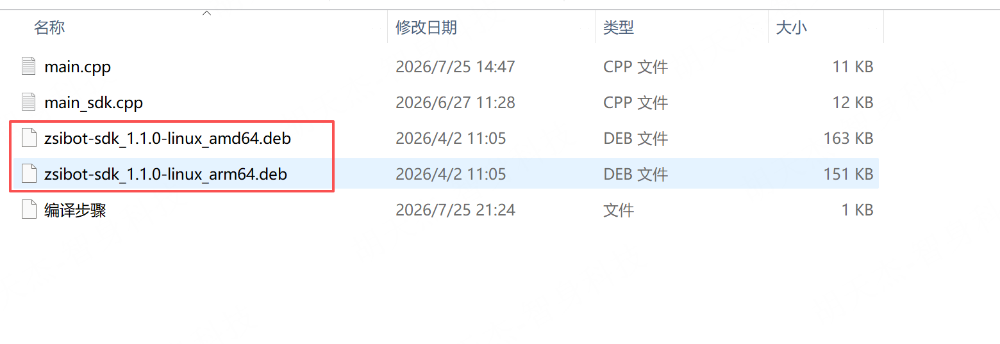 名称 修改日期 类型 大小
main.cpp 2026/7/25 14:47 CPP 文件 11 KB
main_sdk.cpp 2026/6/27 11:28 CPP 文件 12 KB
zsibot-sdk_1.1.0-linux_amd64.deb 2026/4/2 11:05 DEB 文件 163 KB
zsibot-sdk_1.1.0-linux_arm64.deb 2026/4/2 11:05 DEB 文件 151 KB
编译步骤 2026/7/25 21:24 文件 1 KB